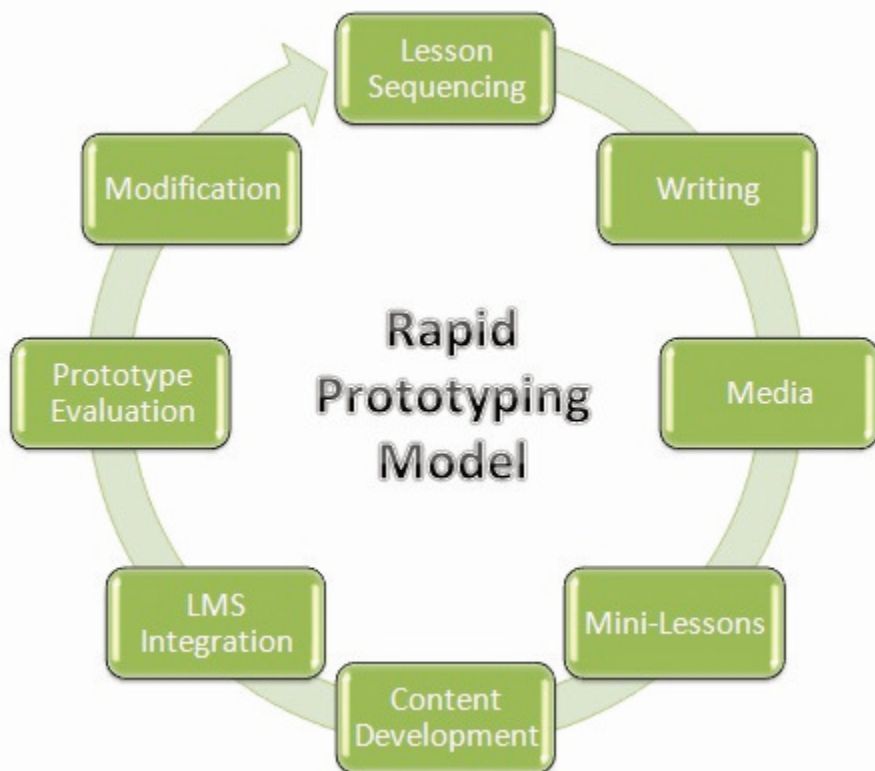 Lesson
Sequencing
Writing
Media
Mini-Lessons
Content
Development
LMS
Integration
Prototype
Evaluation
Modification
Rapid
Prototyping
Model